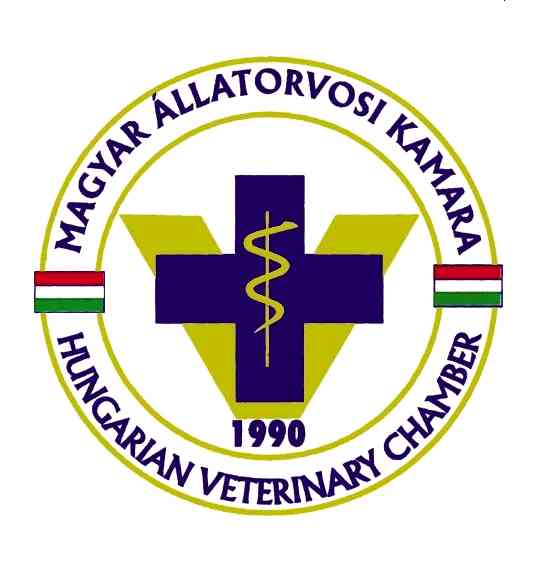 MAGYAR ÁLLATORVOSI KAMARA
1990
HUNGARIAN VETERINARY CHAMBER